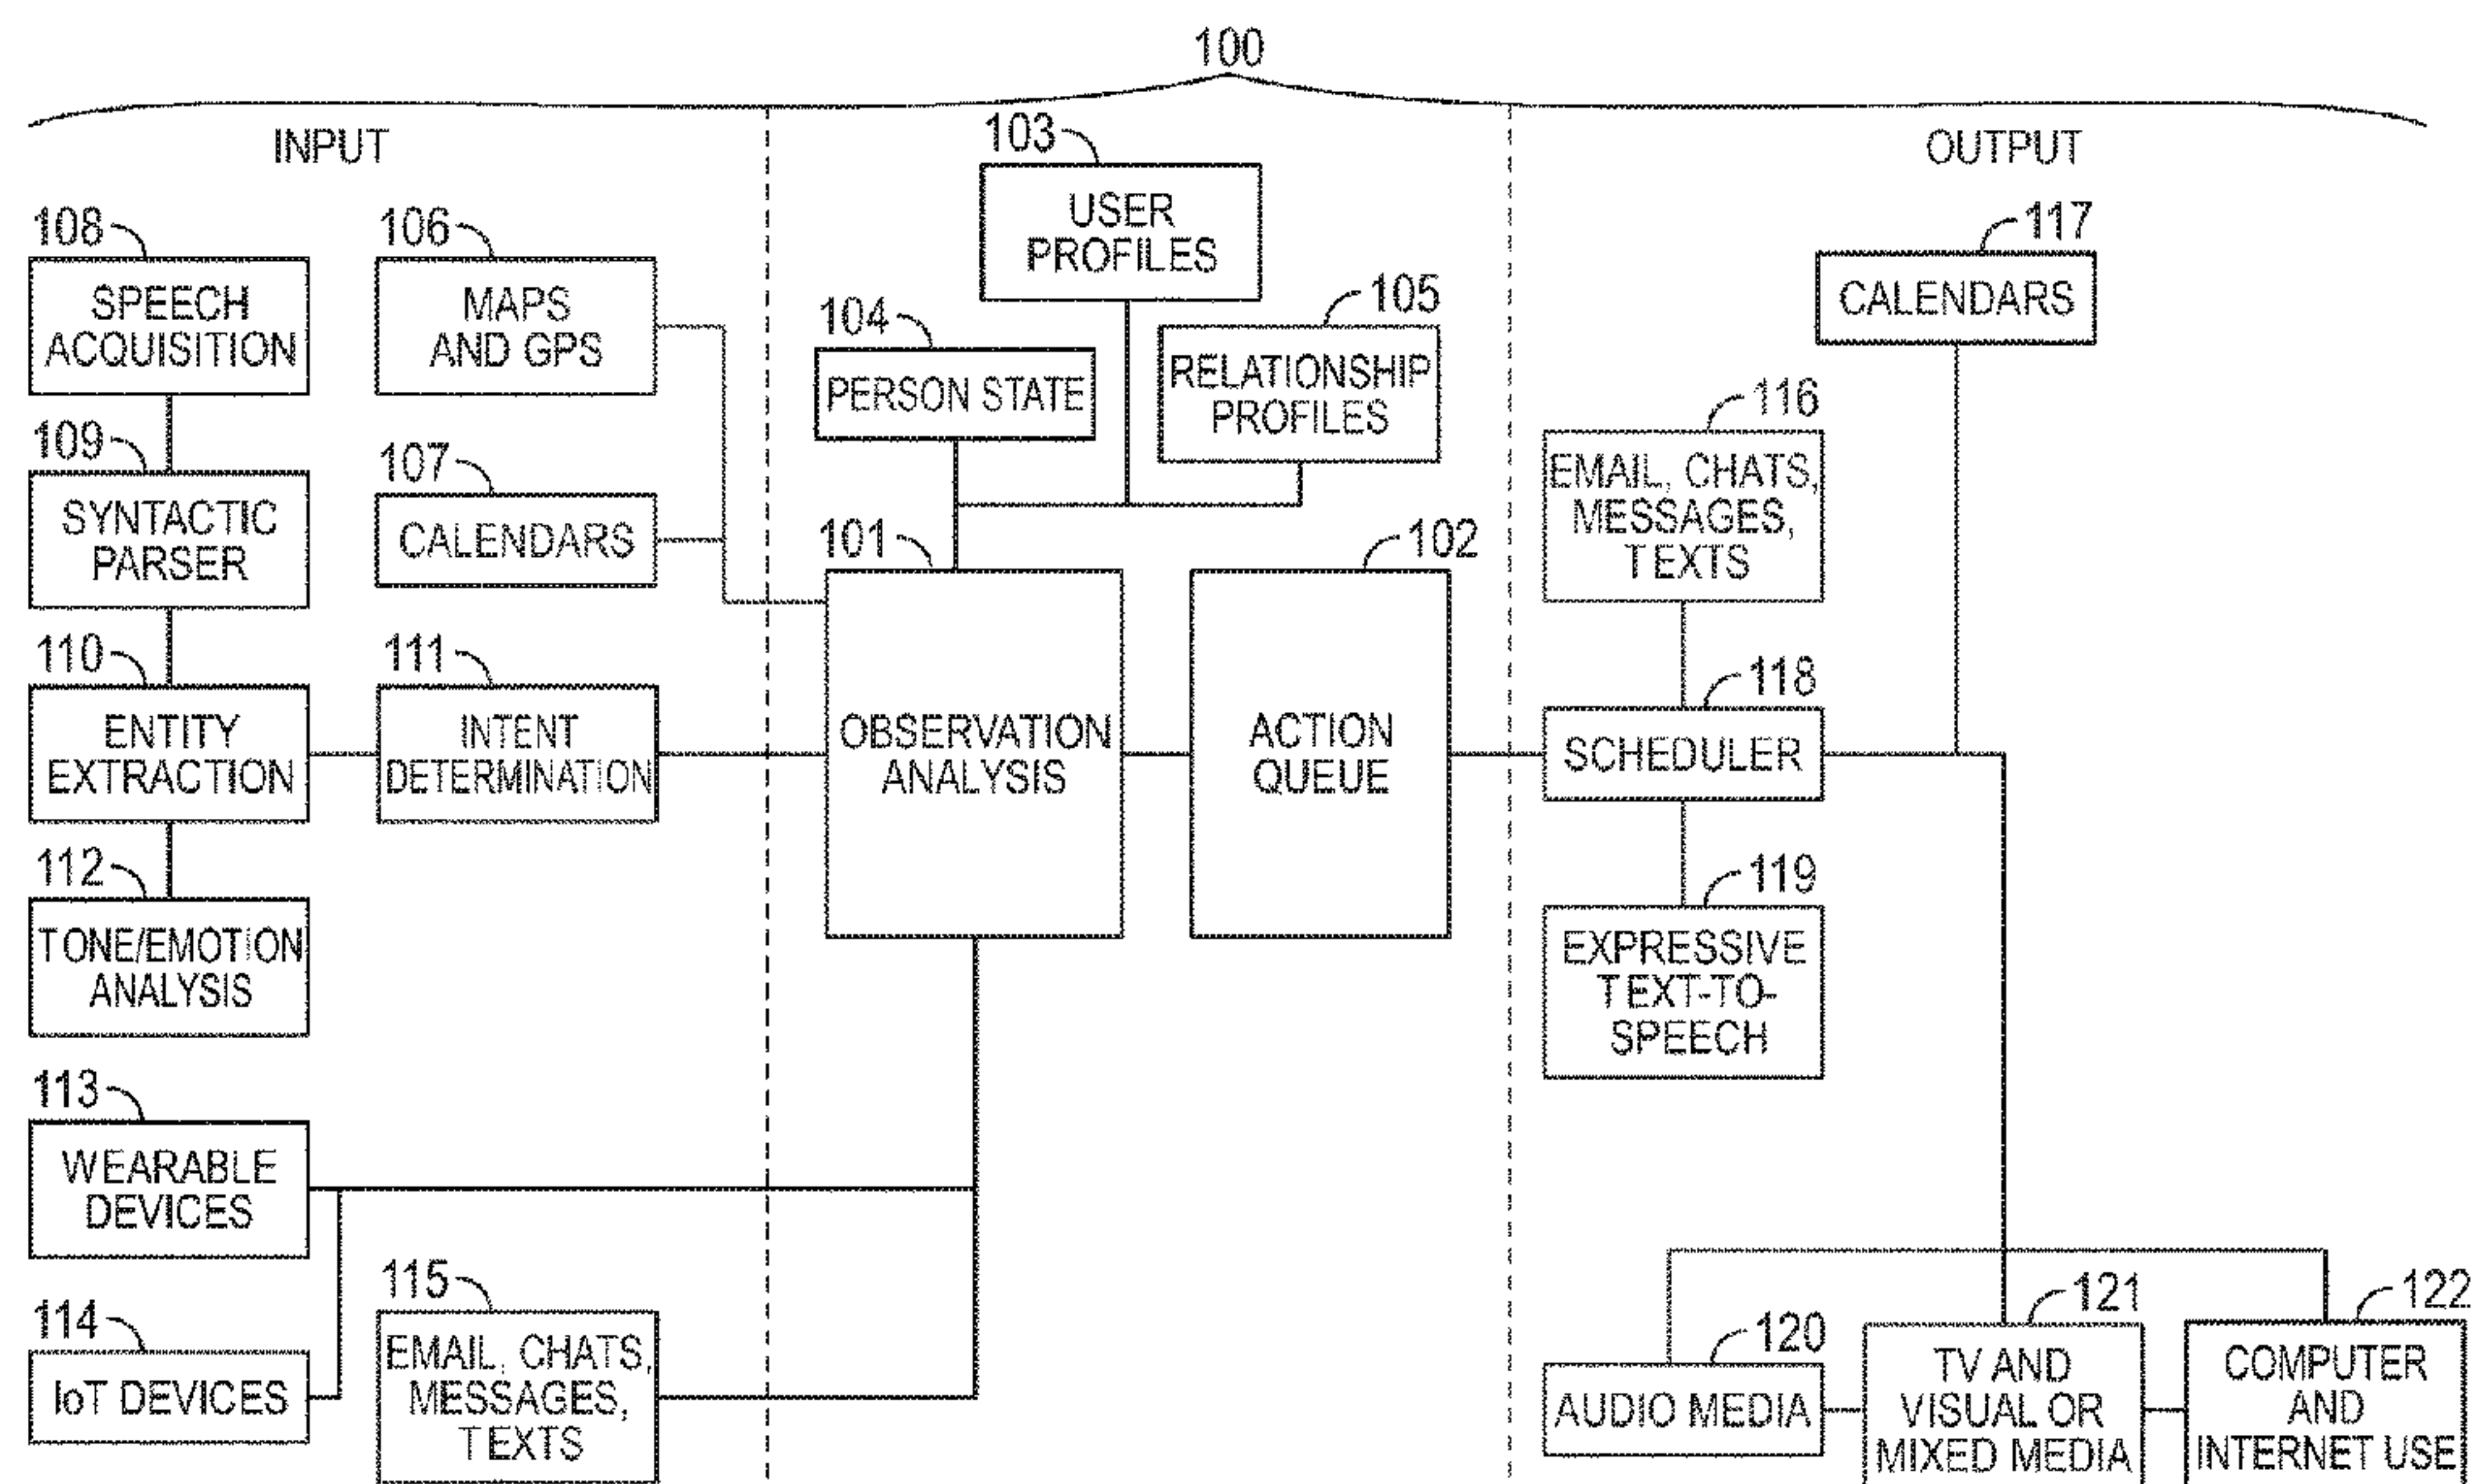 100
INPUT
OUTPUT
108
SPEECH
ACQUISITION
109
SYNTACTIC
PARSER
110
ENTITY
EXTRACTION
112
TONE/EMOTION
ANALYSIS
113
WEARABLE
DEVICES
114
IoT DEVICES
106
MAPS
AND GPS
107
CALENDARS
111
INTENT
DETERMINATION
115
EMAIL, CHATS,
MESSAGES,
TEXTS
103
USER
PROFILES
104
PERSON STATE
105
RELATIONSHIP
PROFILES
101
OBSERVATION
ANALYSIS
102
ACTION
QUEUE
117
CALENDARS
116
EMAIL, CHATS,
MESSAGES,
TEXTS
118
SCHEDULER
119
EXPRESSIVE
TEXT-TO-
SPEECH
120
AUDIO MEDIA
121
TV AND
VISUAL OR
MIXED MEDIA
122
COMPUTER
AND
INTERNET USE